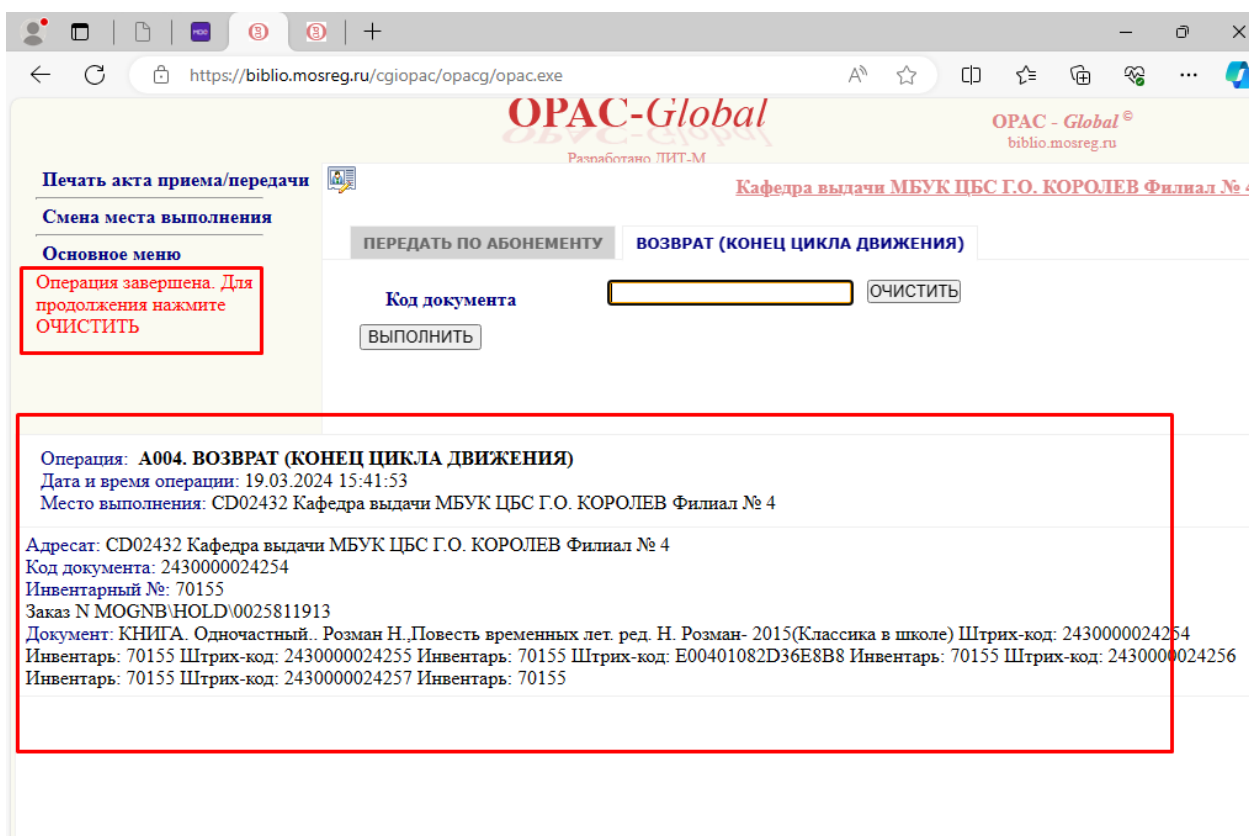 https://biblio.mosreg.ru/cgiopac/opacg/opac.exe
OPAC-Global
Разработано ЛИТ-М
OPAC - Global ©
biblio.mosreg.ru
Печать акта приема/передачи
Смена места выполнения
Основное меню
Операция завершена. Для
продолжения нажмите
ОЧИСТИТЬ
Кафедра выдачи МБУК ЦБС Г.О. КОРОЛЕВ Филиал № 4
ПЕРЕДАТЬ ПО АБОНЕМЕНТУ
ВОЗВРАТ (КОНЕЦ ЦИКЛА ДВИЖЕНИЯ)
Код документа
ОЧИСТИТЬ
ВЫПОЛНИТЬ
Операция: A004. ВОЗВРАТ (КОНЕЦ ЦИКЛА ДВИЖЕНИЯ)
Дата и время операции: 19.03.2024 15:41:53
Место выполнения: CD02432 Кафедра выдачи МБУК ЦБС Г.О. КОРОЛЕВ Филиал № 4
Адресат: CD02432 Кафедра выдачи МБУК ЦБС Г.О. КОРОЛЕВ Филиал № 4
Код документа: 2430000024254
Инвентарный №: 70155
Заказ N MOGNB\HOLD\0025811913
Документ: КНИГА. Одночастный.. Розман Н.,Повесть временных лет. ред. Н. Розман- 2015(Классика в школе) Штрих-код: 2430000024254
Инвентарь: 70155 Штрих-код: 2430000024255 Инвентарь: 70155 Штрих-код: E00401082D36E8B8 Инвентарь: 70155 Штрих-код: 2430000024256
Инвентарь: 70155 Штрих-код: 2430000024257 Инвентарь: 70155